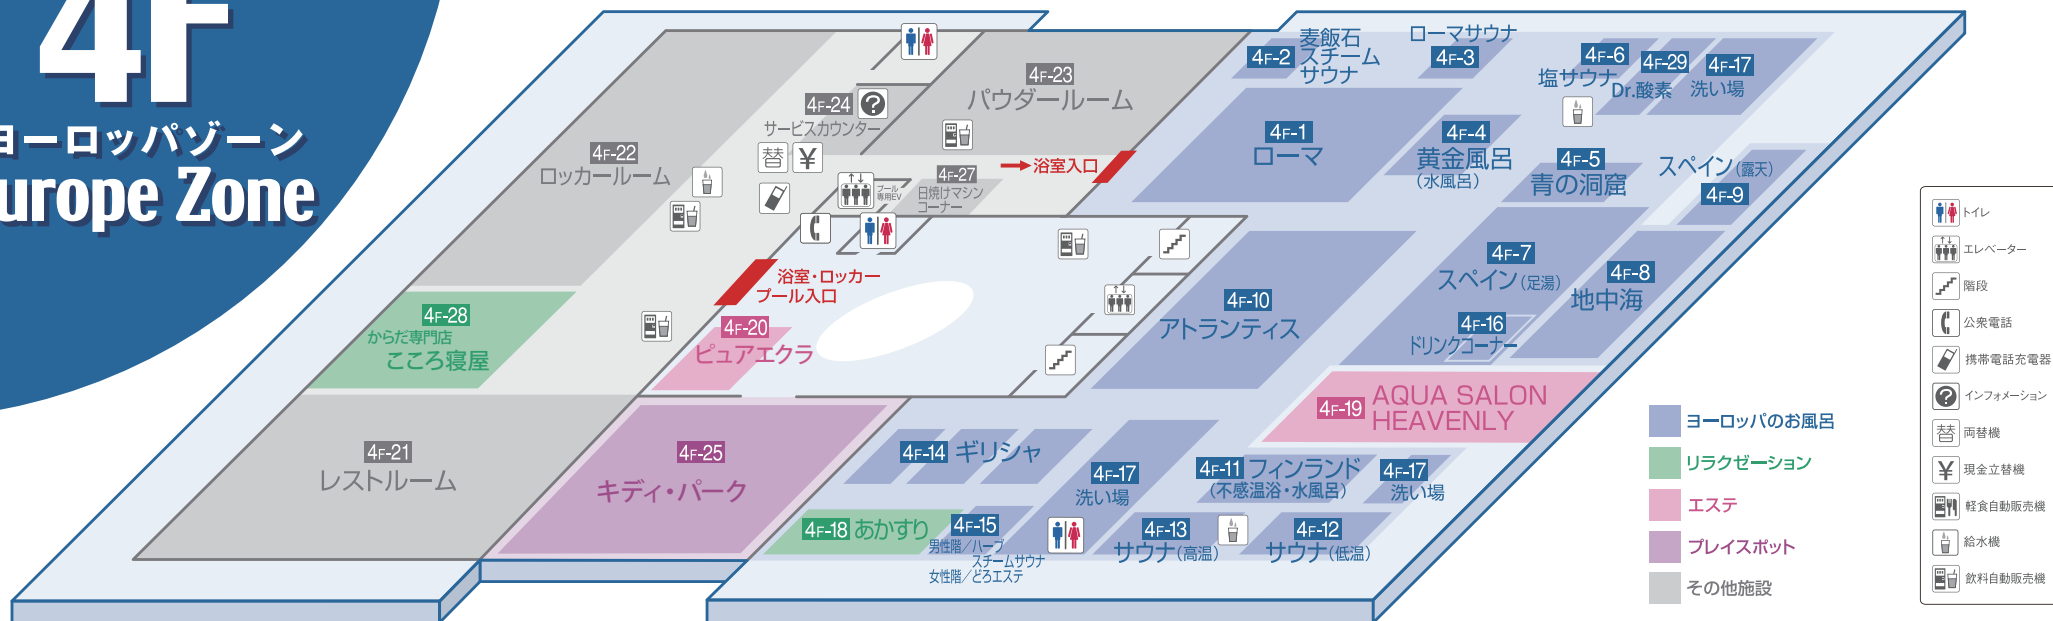 4F
ヨーロッパゾーン
Europe Zone
4F-22
ロッカールーム
4F-24
サービスカウンター
替
¥
4F-23
パウダールーム
4F-27
日焼けマシン
コーナー
プール
専用EV
浴室入口
浴室・ロッカー
プール入口
4F-28
からだ専門店
こころ寝屋
4F-20
ピュアエクラ
4F-21
レストルーム
4F-25
キディ・パーク
4F-2
麦飯石
スチーム
サウナ
ローマサウナ
4F-3
4F-6
塩サウナ
4F-29
Dr.酸素
4F-17
洗い場
4F-1
ローマ
4F-4
黄金風呂
(水風呂)
4F-5
青の洞窟
スペイン(露天)
4F-9
4F-7
スペイン(足湯)
4F-8
地中海
4F-10
アトランティス
4F-16
ドリンクコーナー
4F-19
AQUA SALON
HEAVENLY
4F-14
ギリシャ
4F-17
洗い場
4F-11
フィンランド
(不感温浴・水風呂)
4F-17
洗い場
4F-18
あかすり
4F-15
男性階/ハーブ
スチームサウナ
女性階/どろエステ
4F-13
サウナ(高温)
4F-12
サウナ(低温)
ヨーロッパのお風呂
リラクゼーション
エステ
プレイスポット
その他施設
トイレ
エレベーター
階段
公衆電話
携帯電話充電器
インフォメーション
替
両替機
¥
現金立替機
軽食自動販売機
給水機
飲料自動販売機